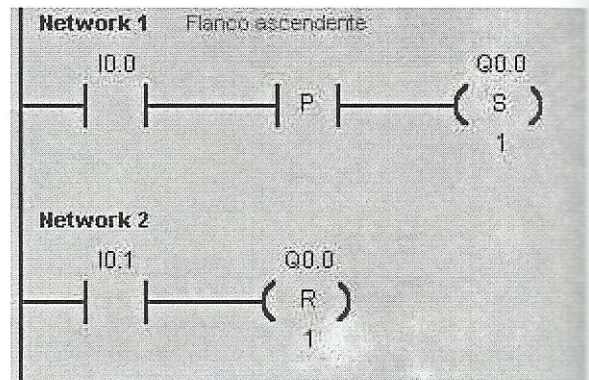 Network 1 Flanco ascendente
I0.0 Q0.0
P S
1
Network 2
I0.1 Q0.0
R
1